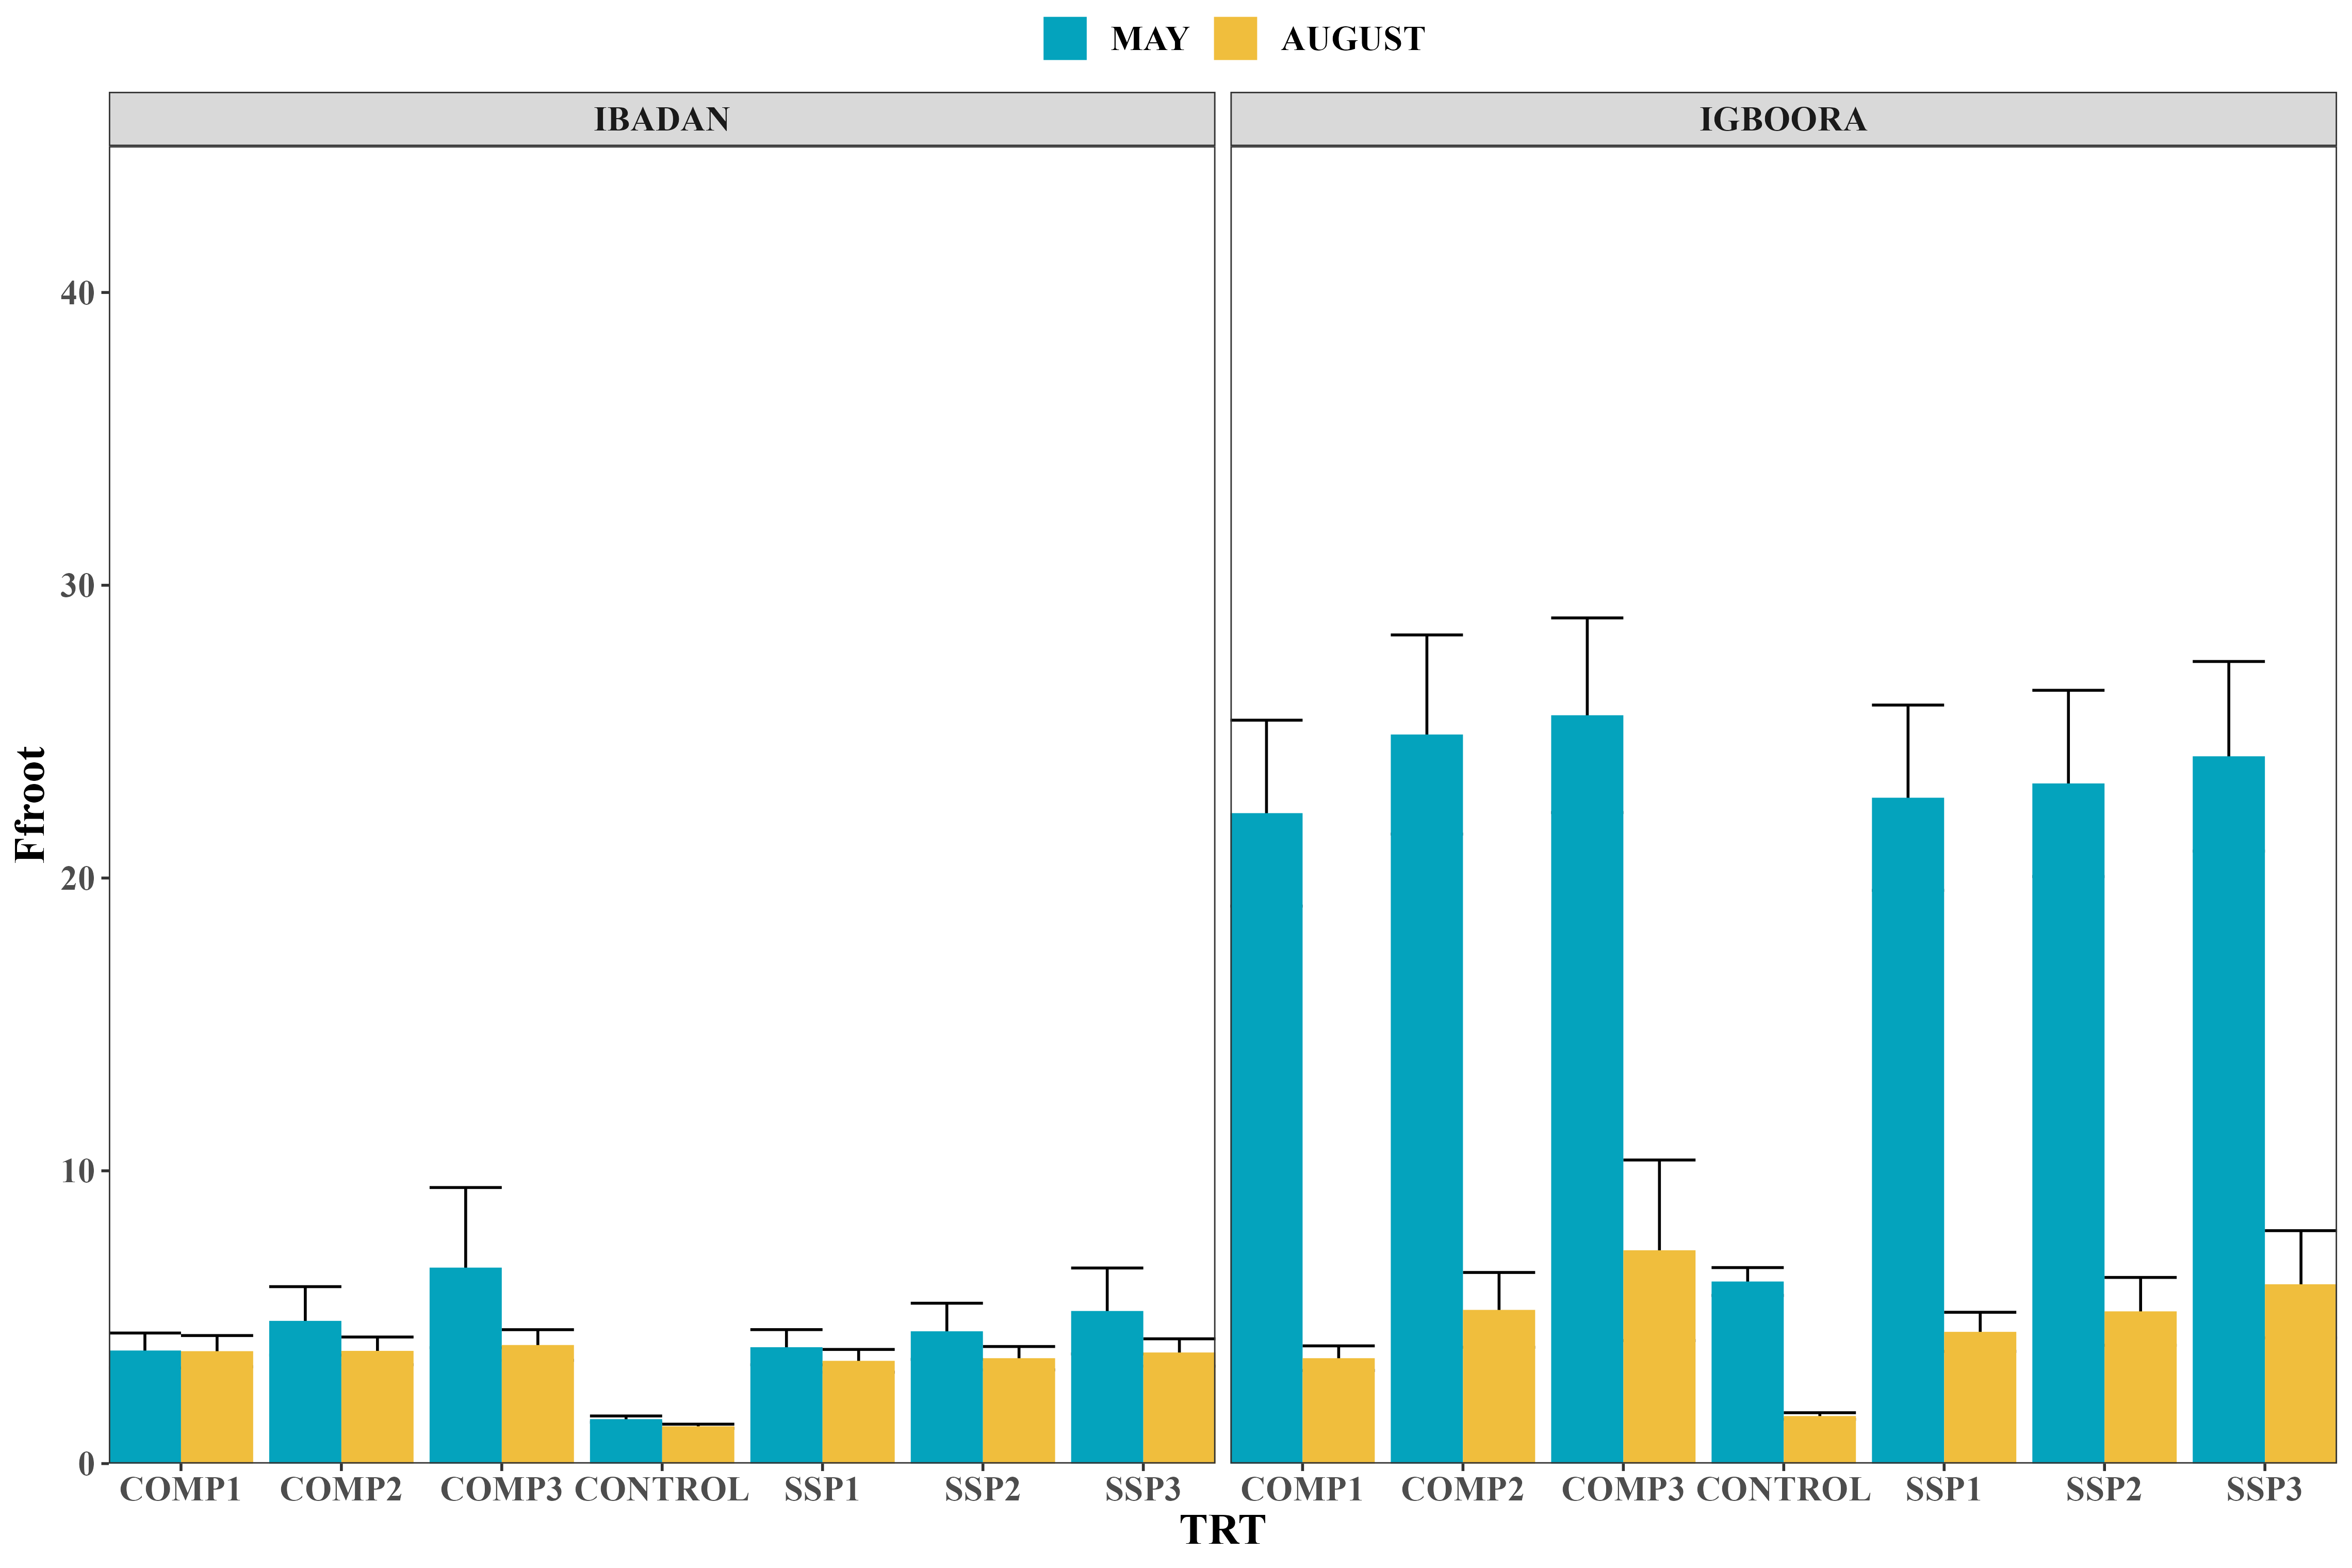 MAY AUGUST
IBADAN IGBOORA
40
30
20
10
0
Ffroot
COMP1 COMP2 COMP3 CONTROL SSP1 SSP2 SSP3 COMP1 COMP2 COMP3 CONTROL SSP1 SSP2 SSP3
TRT